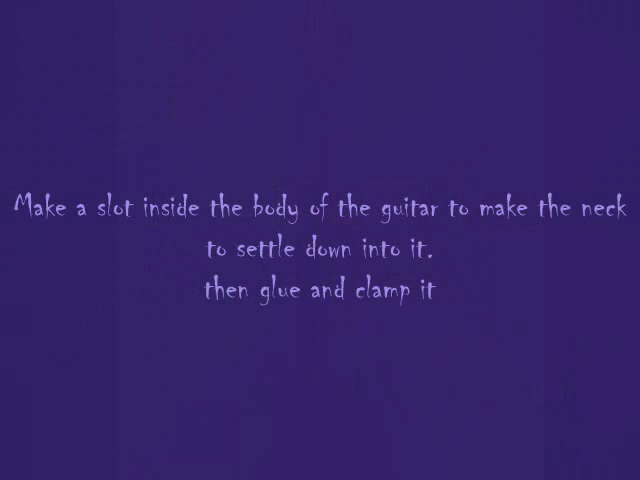 Make a slot inside the body of the guitar to make the neck
to settle down into it.
then glue and clamp it